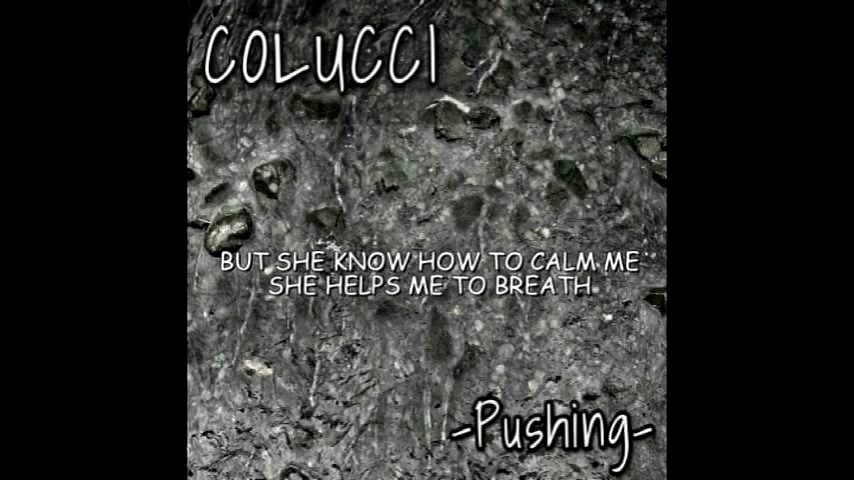 COLUCCI
BUT SHE KNOW HOW TO CALM ME
SHE HELPS ME TO BREATH
-Pushing-